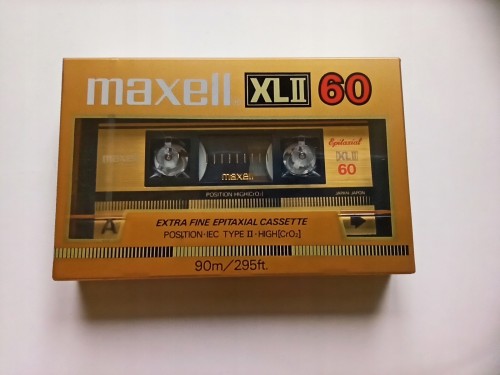 maxell XLII 60
Epitaxial
XLII
60
maxell
POSITION HIGH(CrO₂)
JAPAN JAPON
A
EXTRA FINE EPITAXIAL CASSETTE
POSITION·IEC TYPE II·HIGH[CrO₂]
90m/295ft.